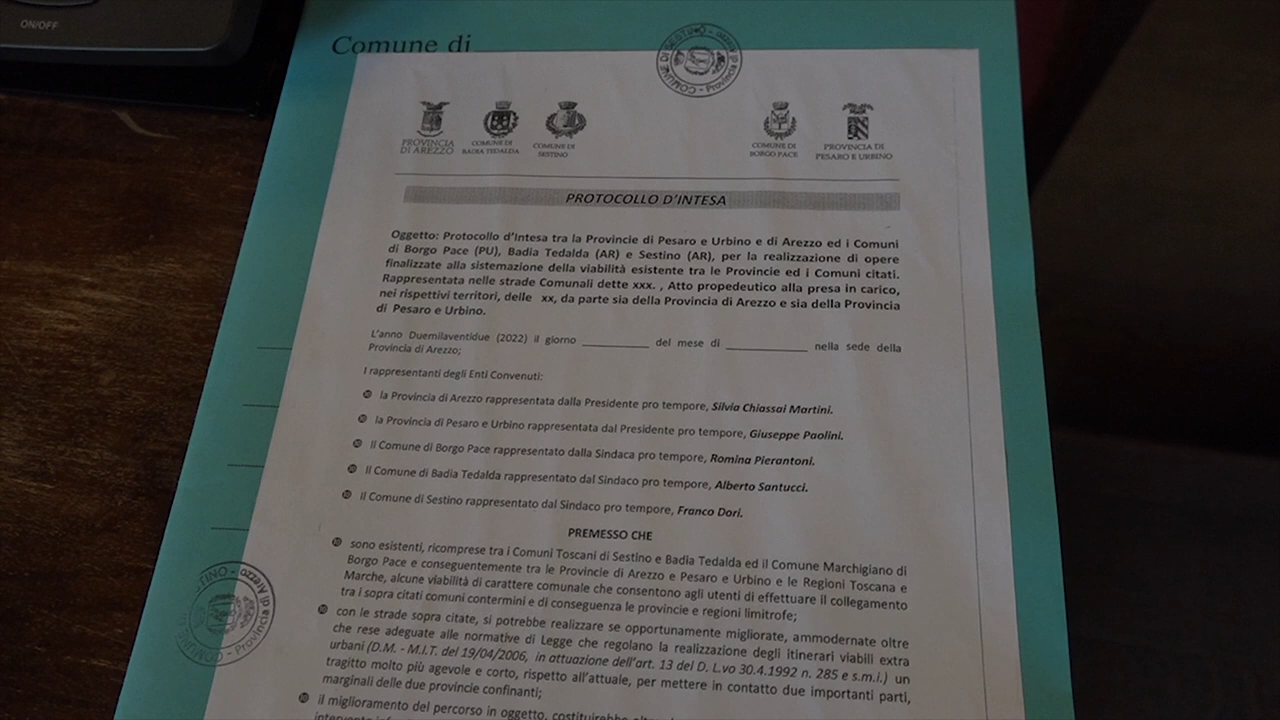 ON/OFF
Comune di
COMUNE DI SESTINO - Provincia di Arezzo
PROVINCIA
DI AREZZO
COMUNE DI
BADIA TEDALDA
COMUNE DI
SESTINO
COMUNE DI
BORGO PACE
PROVINCIA DI
PESARO E URBINO
PROTOCOLLO D'INTESA
Oggetto: Protocollo d'Intesa tra la Provincie di Pesaro e Urbino e di Arezzo ed i Comuni
di Borgo Pace (PU), Badia Tedalda (AR) e Sestino (AR), per la realizzazione di opere
finalizzate alla sistemazione della viabilità esistente tra le Provincie ed i Comuni citati.
Rappresentata nelle strade Comunali dette xxx. , Atto propedeutico alla presa in carico,
nei rispettivi territori, delle xx, da parte sia della Provincia di Arezzo e sia della Provincia
di Pesaro e Urbino.
L'anno Duemilaventidue (2022) il giorno __________ del mese di ____________ nella sede della
Provincia di Arezzo;
I rappresentanti degli Enti Convenuti:
la Provincia di Arezzo rappresentata dalla Presidente pro tempore, Silvia Chiassai Martini.
la Provincia di Pesaro e Urbino rappresentata dal Presidente pro tempore, Giuseppe Paolini.
Il Comune di Borgo Pace rappresentato dalla Sindaca pro tempore, Romina Pierantoni.
Il Comune di Badia Tedalda rappresentato dal Sindaco pro tempore, Alberto Santucci.
il Comune di Sestino rappresentato dal Sindaco pro tempore, Franco Dori.
PREMESSO CHE
sono esistenti, ricomprese tra i Comuni Toscani di Sestino e Badia Tedalda ed il Comune Marchigiano di
Borgo Pace e conseguentemente tra le Provincie di Arezzo e Pesaro e Urbino e le Regioni Toscana e
Marche, alcune viabilità di carattere comunale che consentono agli utenti di effettuare il collegamento
tra i sopra citati comuni contermini e di conseguenza le provincie e regioni limitrofe;
con le strade sopra citate, si potrebbe realizzare se opportunamente migliorate, ammodernate oltre
che rese adeguate alle normative di Legge che regolano la realizzazione degli itinerari viabili extra
urbani (D.M. - M.I.T. del 19/04/2006, in attuazione dell'art. 13 del D. L.vo 30.4.1992 n. 285 e s.m.i.) un
tragitto molto più agevole e corto, rispetto all'attuale, per mettere in contatto due importanti parti,
marginali delle due provincie confinanti;
il miglioramento del percorso in oggetto, costituirebbe
COMUNE DI SESTINO - Provincia di Arezzo